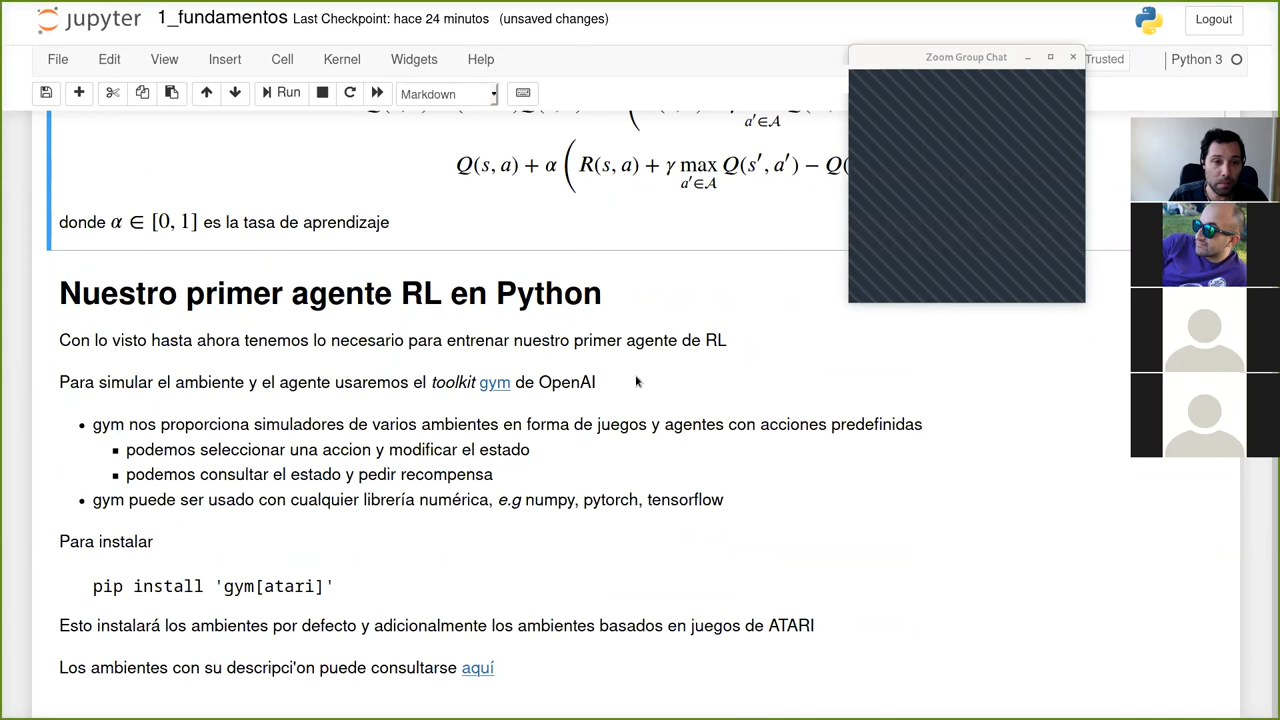 jupyter 1_fundamentos Last Checkpoint: hace 24 minutos (unsaved changes) Logout
File Edit View Insert Cell Kernel Widgets Help Trusted Python 3
Zoom Group Chat
Run Markdown
a′∈𝒜
Q(s, a) + α ( R(s, a) + γ max Q(s′, a′) − Q(
a′∈𝒜
donde α ∈ [0, 1] es la tasa de aprendizaje
Nuestro primer agente RL en Python
Con lo visto hasta ahora tenemos lo necesario para entrenar nuestro primer agente de RL
Para simular el ambiente y el agente usaremos el toolkit gym de OpenAI
• gym nos proporciona simuladores de varios ambientes en forma de juegos y agentes con acciones predefinidas
▪ podemos seleccionar una accion y modificar el estado
▪ podemos consultar el estado y pedir recompensa
• gym puede ser usado con cualquier librería numérica, e.g numpy, pytorch, tensorflow
Para instalar
pip install 'gym[atari]'
Esto instalará los ambientes por defecto y adicionalmente los ambientes basados en juegos de ATARI
Los ambientes con su descripci'on puede consultarse aquí